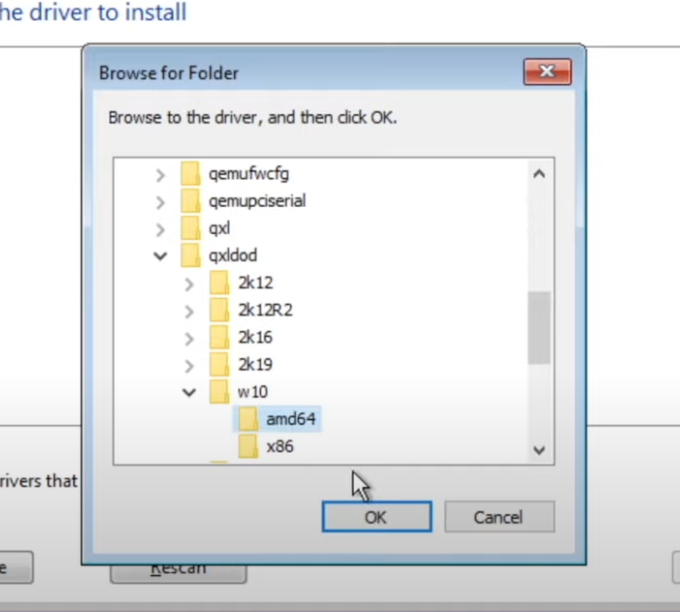 he driver to install
Browse for Folder
Browse to the driver, and then click OK.
qemufwcfg
qemupciserial
qxl
qxldod
2k12
2k12R2
2k16
2k19
w10
amd64
x86
rivers that
OK
Cancel
e
Rescan